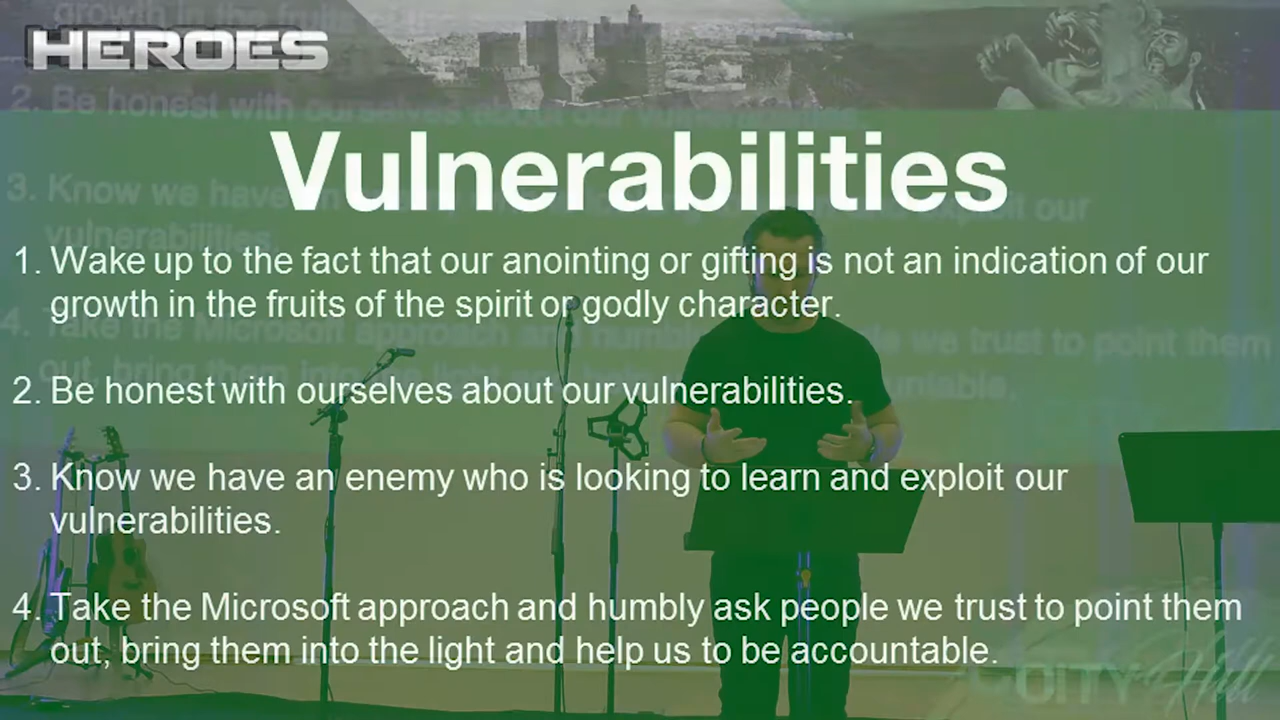 HEROES
Vulnerabilities
1. Wake up to the fact that our anointing or gifting is not an indication of our
growth in the fruits of the spirit or godly character.
2. Be honest with ourselves about our vulnerabilities.
3. Know we have an enemy who is looking to learn and exploit our
vulnerabilities.
4. Take the Microsoft approach and humbly ask people we trust to point them
out, bring them into the light and help us to be accountable.
CITY Hill